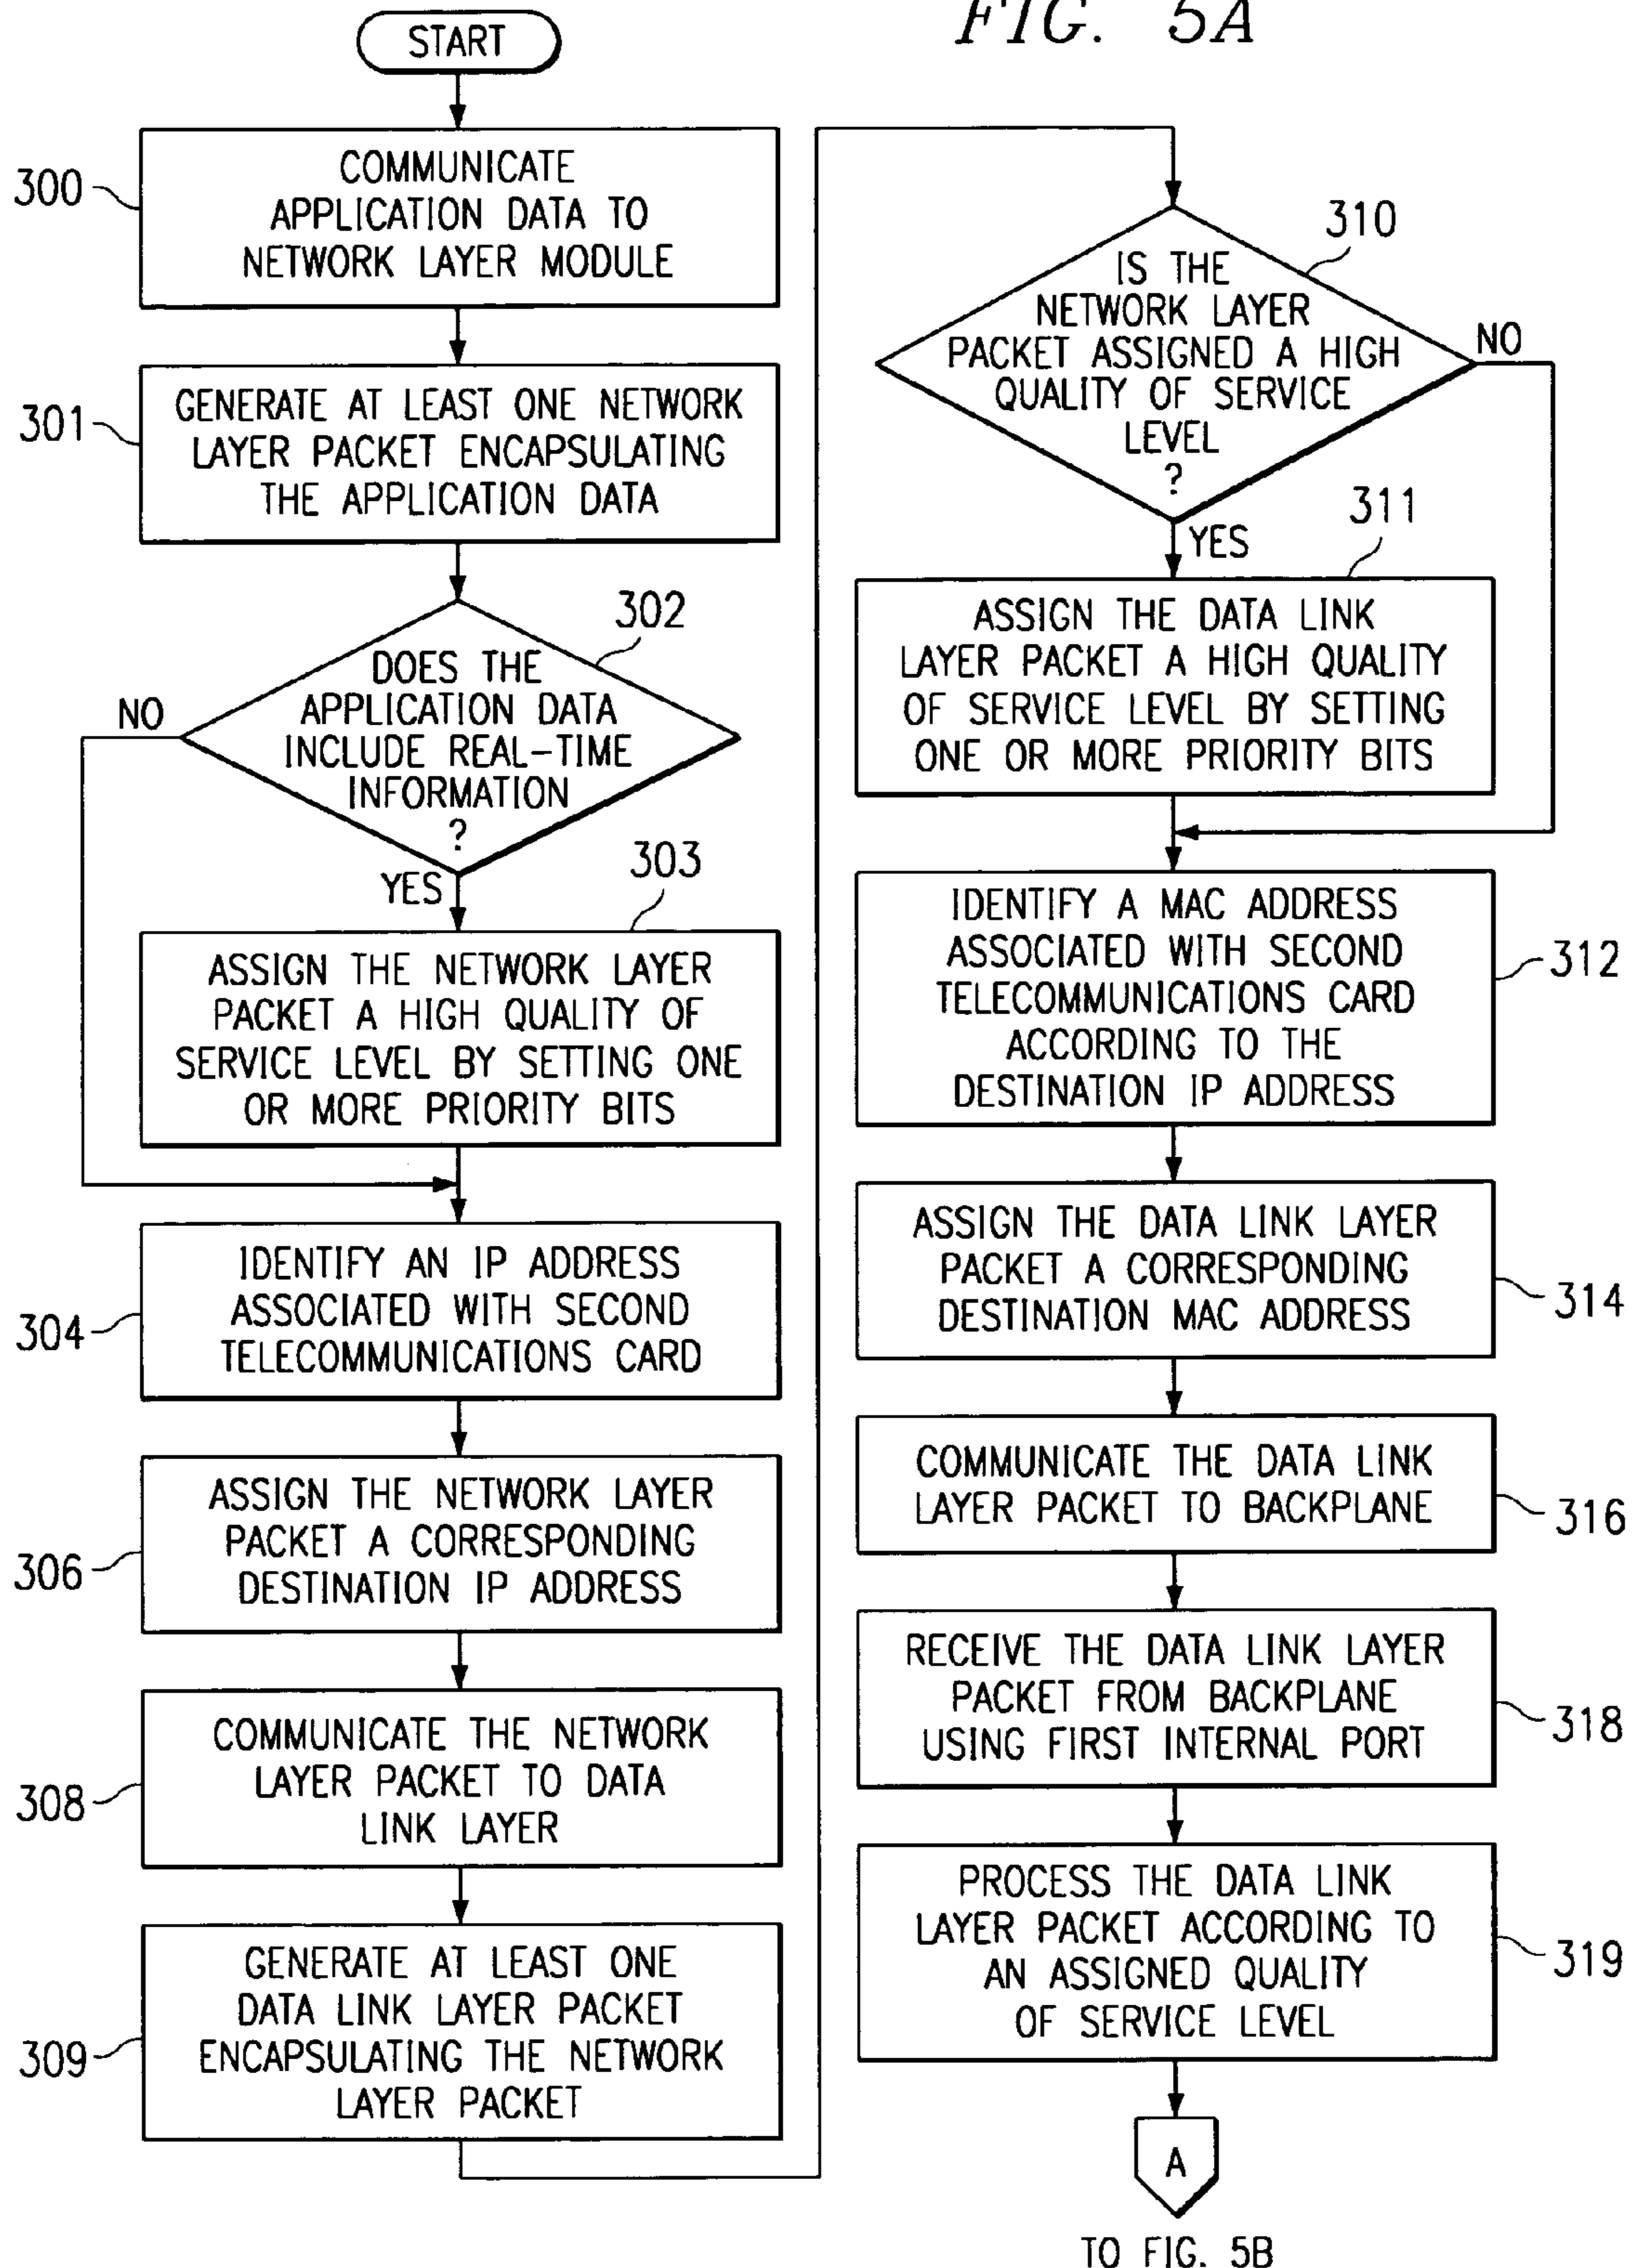 FIG. 5A
START
300
COMMUNICATE
APPLICATION DATA TO
NETWORK LAYER MODULE
301
GENERATE AT LEAST ONE NETWORK
LAYER PACKET ENCAPSULATING
THE APPLICATION DATA
302
DOES THE
APPLICATION DATA
INCLUDE REAL-TIME
INFORMATION
?
NO
YES
303
ASSIGN THE NETWORK LAYER
PACKET A HIGH QUALITY OF
SERVICE LEVEL BY SETTING ONE
OR MORE PRIORITY BITS
304
IDENTIFY AN IP ADDRESS
ASSOCIATED WITH SECOND
TELECOMMUNICATIONS CARD
306
ASSIGN THE NETWORK LAYER
PACKET A CORRESPONDING
DESTINATION IP ADDRESS
308
COMMUNICATE THE NETWORK
LAYER PACKET TO DATA
LINK LAYER
309
GENERATE AT LEAST ONE
DATA LINK LAYER PACKET
ENCAPSULATING THE NETWORK
LAYER PACKET
310
IS THE
NETWORK LAYER
PACKET ASSIGNED A HIGH
QUALITY OF SERVICE
LEVEL
?
NO
YES
311
ASSIGN THE DATA LINK
LAYER PACKET A HIGH QUALITY
OF SERVICE LEVEL BY SETTING
ONE OR MORE PRIORITY BITS
IDENTIFY A MAC ADDRESS
ASSOCIATED WITH SECOND
TELECOMMUNICATIONS CARD
ACCORDING TO THE
DESTINATION IP ADDRESS
312
ASSIGN THE DATA LINK LAYER
PACKET A CORRESPONDING
DESTINATION MAC ADDRESS
314
COMMUNICATE THE DATA LINK
LAYER PACKET TO BACKPLANE
316
RECEIVE THE DATA LINK LAYER
PACKET FROM BACKPLANE
USING FIRST INTERNAL PORT
318
PROCESS THE DATA LINK
LAYER PACKET ACCORDING TO
AN ASSIGNED QUALITY
OF SERVICE LEVEL
319
A
TO FIG. 5B